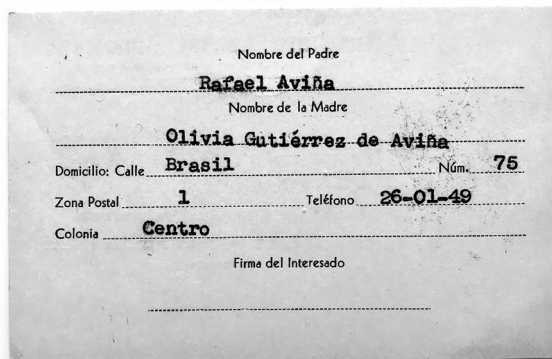 Nombre del Padre
Rafael Aviña
Nombre de la Madre
Olivia Gutiérrez de Aviña
Domicilio: Calle Brasil Núm. 75
Zona Postal 1 Teléfono 26-01-49
Colonia Centro
Firma del Interesado